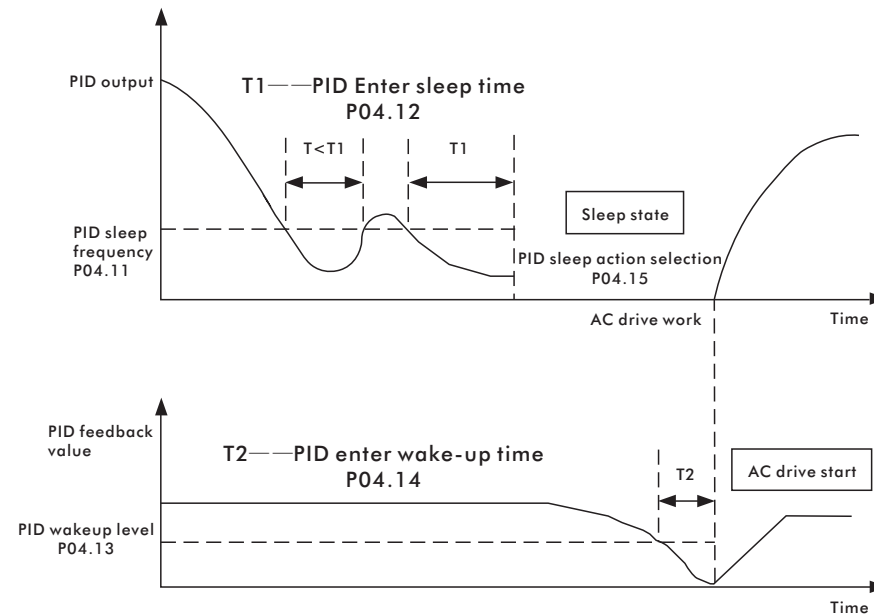 PID output
T1——PID Enter sleep time
P04.12
T<T1
T1
Sleep state
PID sleep
frequency
P04.11
PID sleep action selection
P04.15
AC drive work
Time
PID feedback
value
T2——PID enter wake-up time
P04.14
T2
AC drive start
PID wakeup level
P04.13
Time